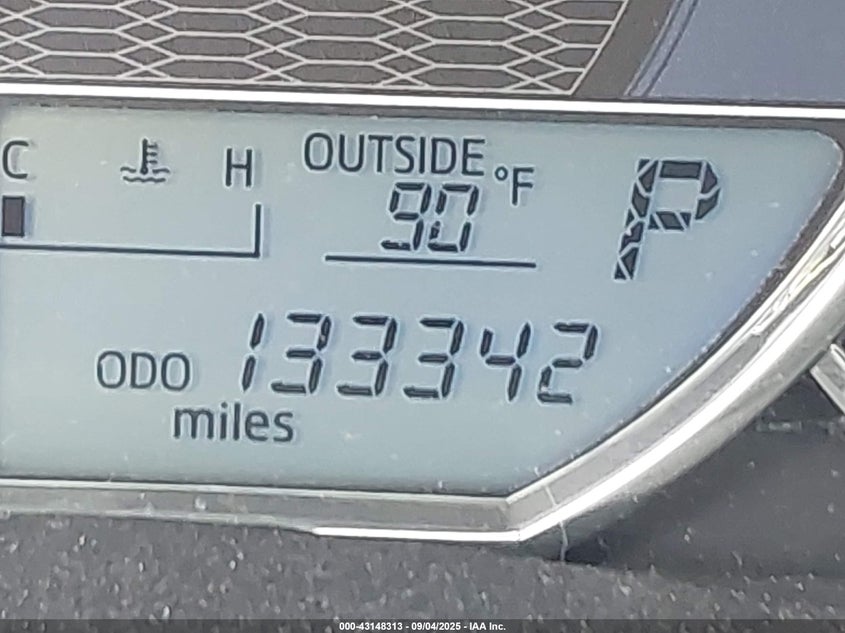 C H OUTSIDE °F P
90
ODO 133342
miles
000-43148313 - 09/04/2025 - IAA Inc.